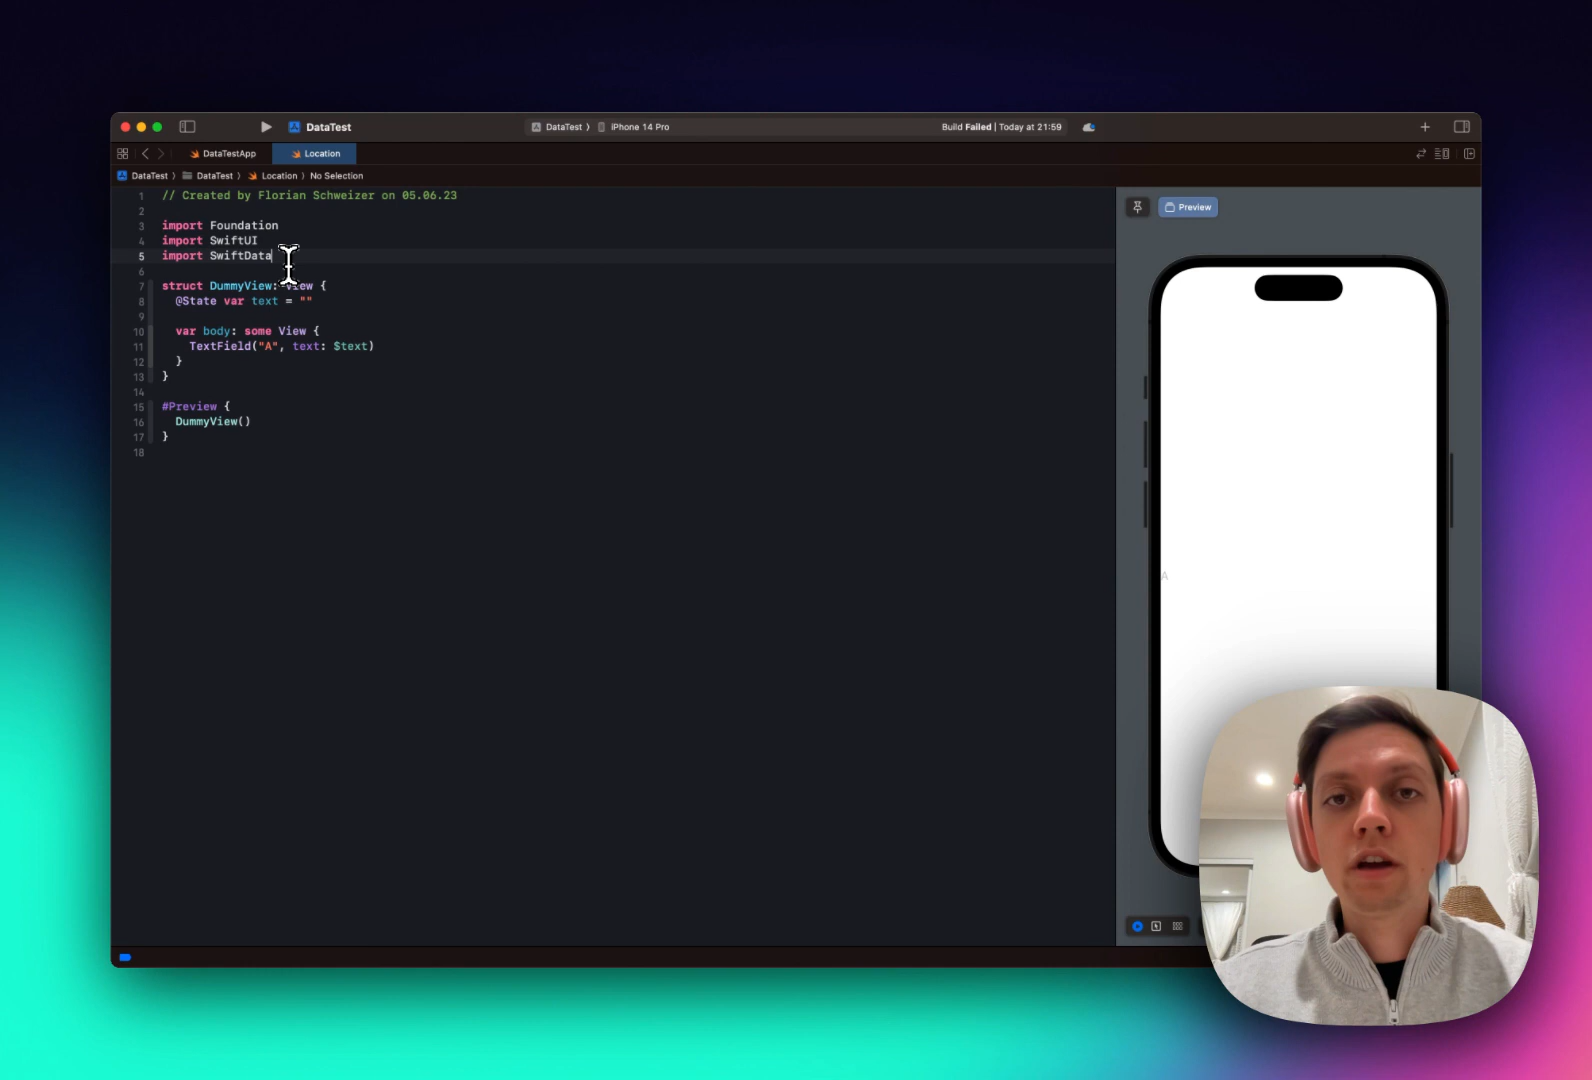 DataTest
DataTest
iPhone 14 Pro
Build Failed | Today at 21:59
DataTestApp
Location
DataTest
DataTest
Location
No Selection
1 // Created by Florian Schweizer on 05.06.23
2
3 import Foundation
4 import SwiftUI
5 import SwiftData
6
7 struct DummyView: View {
8 @State var text = ""
9
10 var body: some View {
11 TextField("A", text: $text)
12 }
13 }
14
15 #Preview {
16 DummyView()
17 }
18
Preview
A